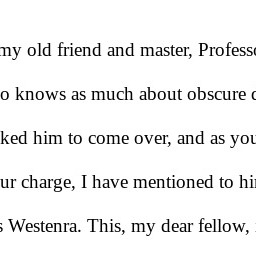 my old friend and master, Professo
o knows as much about obscure
ked him to come over, and as you
ur charge, I have mentioned to
s Westenra. This, my dear fellow,